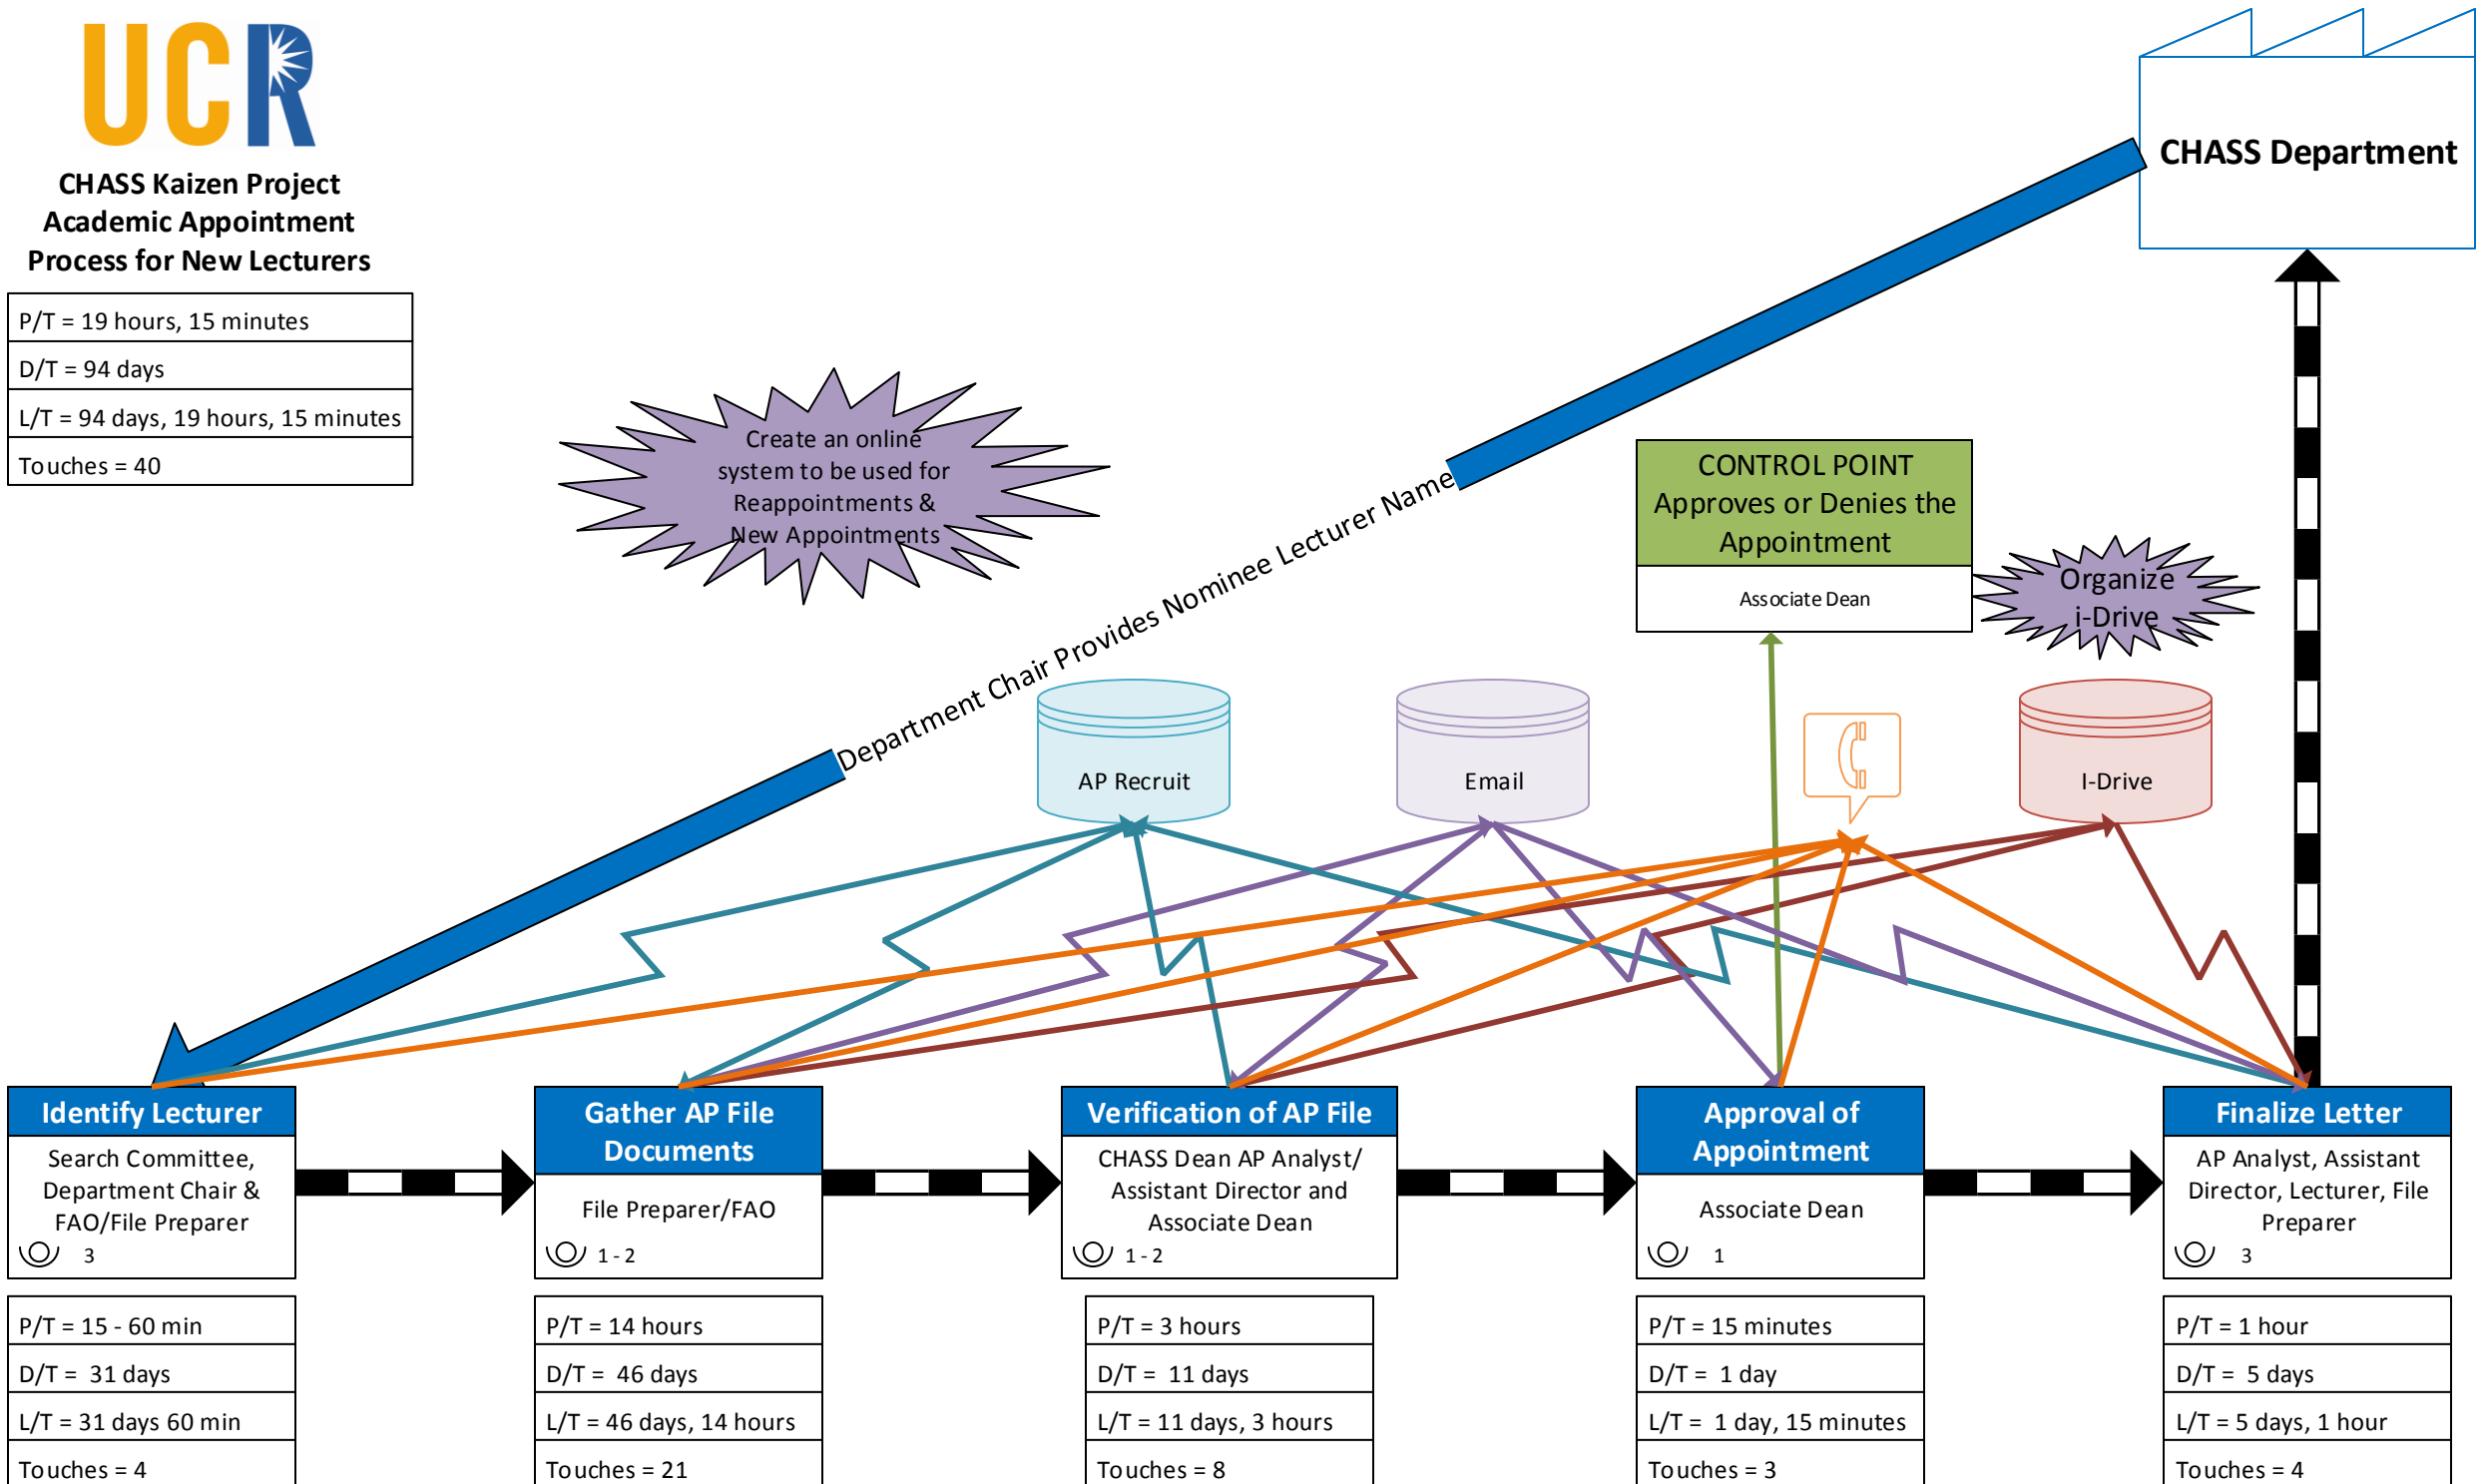 UCR
CHASS Kaizen Project
Academic Appointment
Process for New Lecturers
P/T = 19 hours, 15 minutes
D/T = 94 days
L/T = 94 days, 19 hours, 15 minutes
Touches = 40
CHASS Department
Create an online
system to be used for
Reappointments &
New Appointments
Department Chair Provides Nominee Lecturer Name
CONTROL POINT
Approves or Denies the
Appointment
Associate Dean
Organize
i-Drive
AP Recruit
Email
I-Drive
Identify Lecturer
Search Committee,
Department Chair &
FAO/File Preparer
3
P/T = 15 - 60 min
D/T = 31 days
L/T = 31 days 60 min
Touches = 4
Gather AP File
Documents
File Preparer/FAO
1 - 2
P/T = 14 hours
D/T = 46 days
L/T = 46 days, 14 hours
Touches = 21
Verification of AP File
CHASS Dean AP Analyst/
Assistant Director and
Associate Dean
1 - 2
P/T = 3 hours
D/T = 11 days
L/T = 11 days, 3 hours
Touches = 8
Approval of
Appointment
Associate Dean
1
P/T = 15 minutes
D/T = 1 day
L/T = 1 day, 15 minutes
Touches = 3
Finalize Letter
AP Analyst, Assistant
Director, Lecturer, File
Preparer
3
P/T = 1 hour
D/T = 5 days
L/T = 5 days, 1 hour
Touches = 4